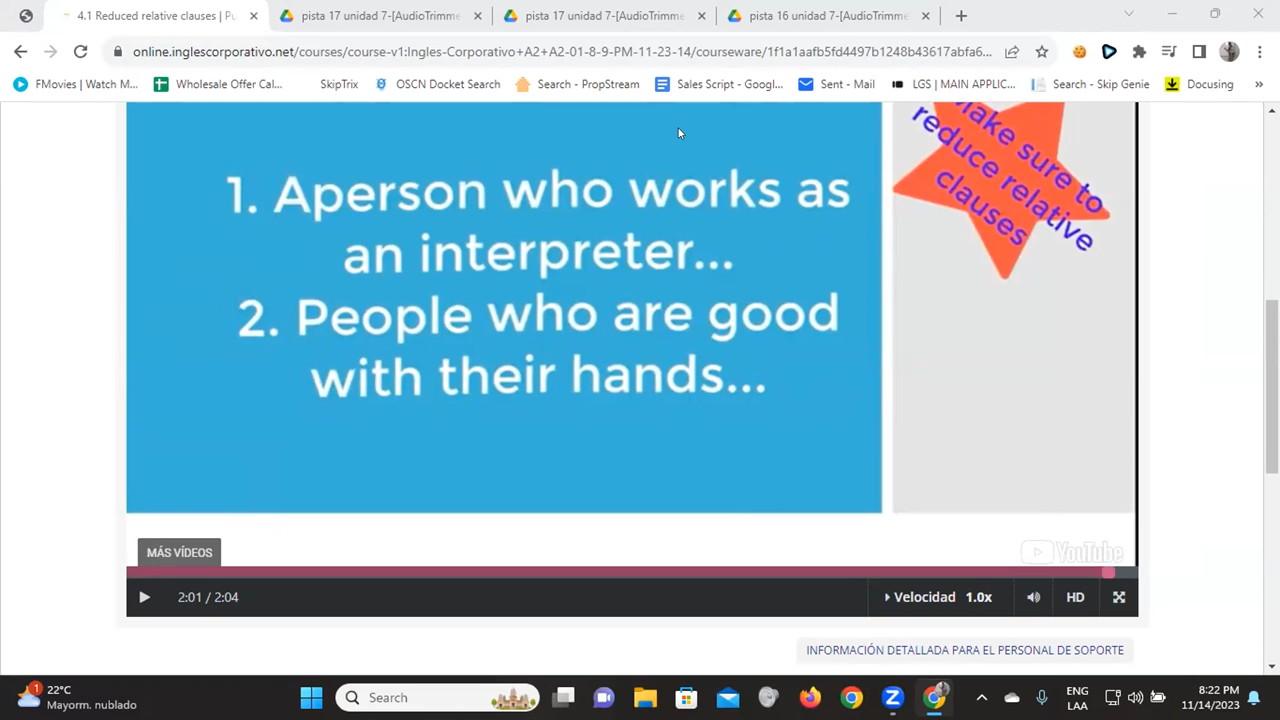 4.1 Reduced relative clauses | Pu
pista 17 unidad 7-[AudioTrimme
pista 17 unidad 7-[AudioTrimme
pista 16 unidad 7-[AudioTrimme
online.inglescorporativo.net/courses/course-v1:Ingles-Corporativo+A2+A2-01-8-9-PM-11-23-14/courseware/1f1a1aafb5fd4497b1248b43617abfa6...
FMovies | Watch M...
Wholesale Offer Cal...
SkipTrix
OSCN Docket Search
Search - PropStream
Sales Script - Googl...
Sent - Mail
LGS | MAIN APPLIC...
Search - Skip Genie
Docusing
»
1. Aperson who works as
an interpreter...
2. People who are good
with their hands...
Make sure to
reduce relative
clauses
MÁS VÍDEOS
YouTube
2:01 / 2:04
Velocidad 1.0x
HD
INFORMACIÓN DETALLADA PARA EL PERSONAL DE SOPORTE
1
22°C
Mayorm. nublado
Search
ENG
LAA
8:22 PM
11/14/2023